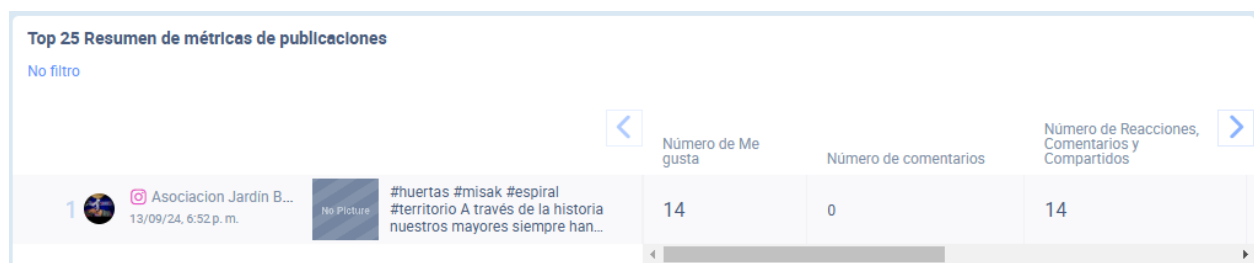 Top 25 Resumen de métricas de publicaciones
No filtro
Número de Me
gusta
Número de comentarios
Número de Reacciones,
Comentarios y
Compartidos
1
Asociacion Jardín B...
13/09/24, 6:52 p. m.
No Picture
#huertas #misak #espiral
#territorio A través de la historia
nuestros mayores siempre han...
14
0
14